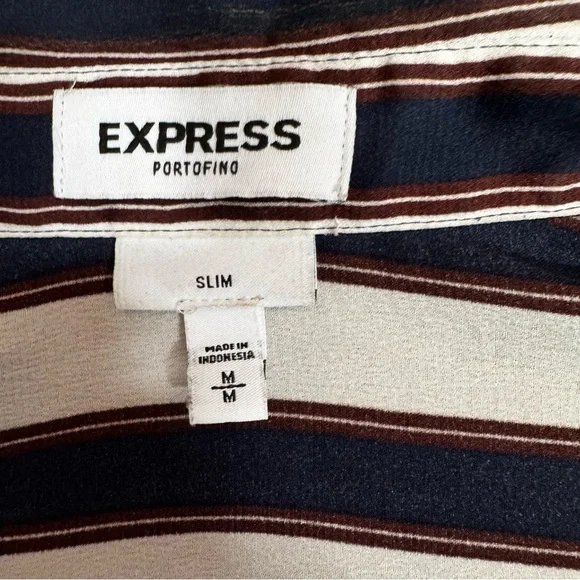 EXPRESS
PORTOFINO
SLIM
MADE IN
INDONESIA
M
M